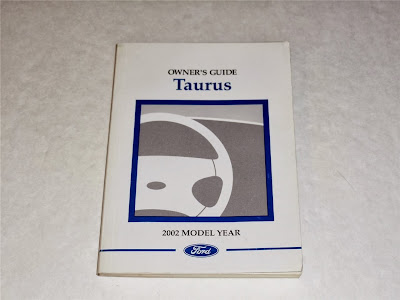 OWNER'S GUIDE
Taurus
2002 MODEL YEAR
Ford